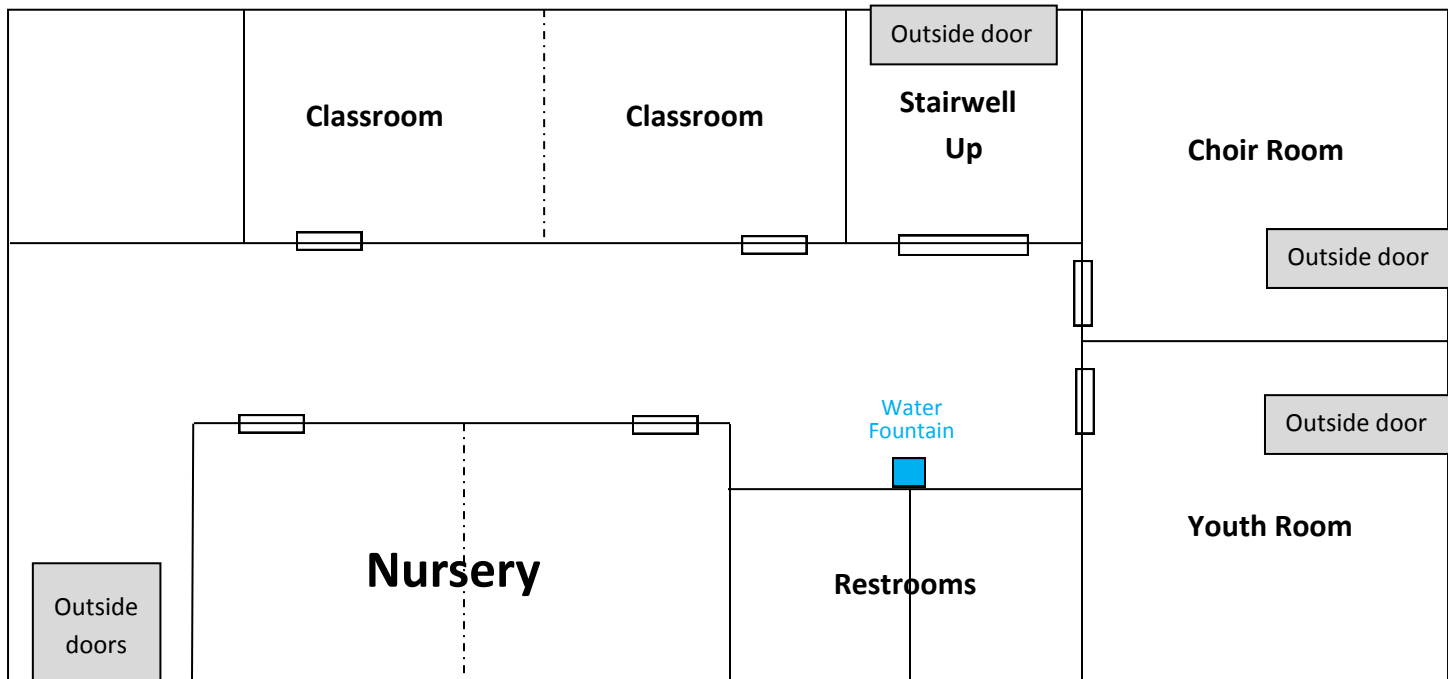 Outside door
Classroom
Classroom
Stairwell
Up
Choir Room
Outside door
Water
Fountain
Outside door
Youth Room
Nursery
Restrooms
Outside
doors